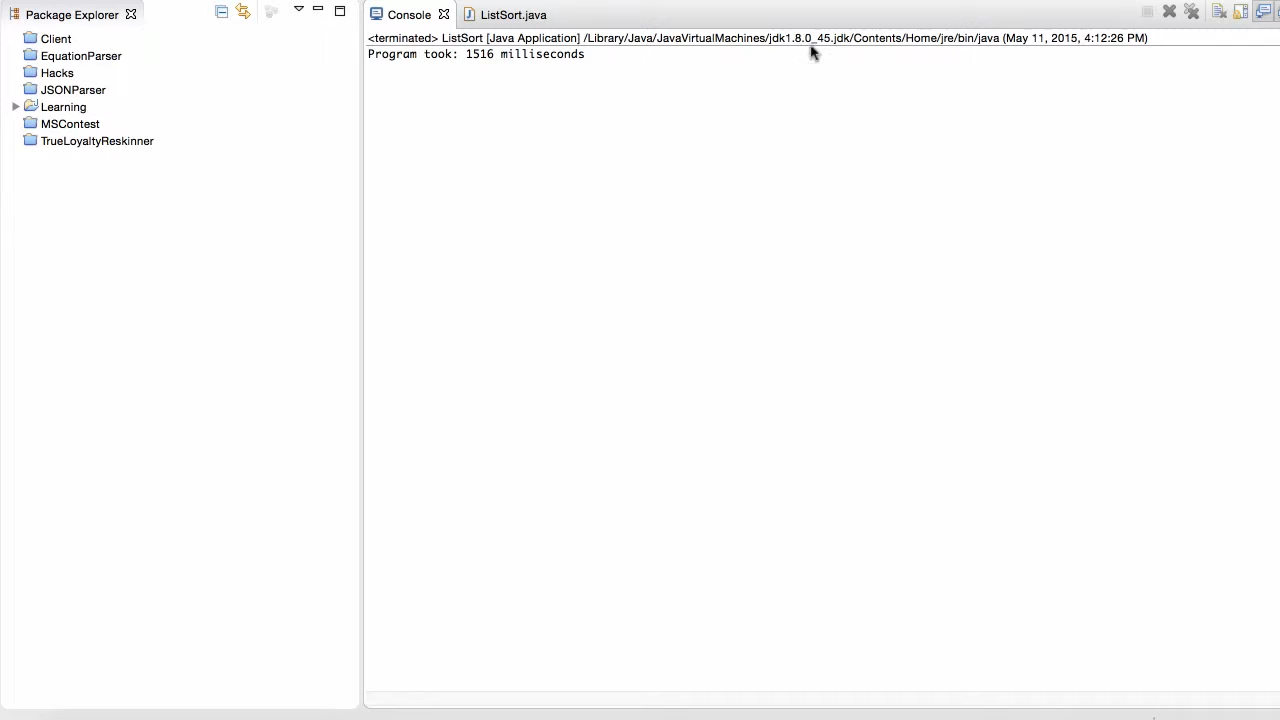 Package Explorer
Client
EquationParser
Hacks
JSONParser
Learning
MSContest
TrueLoyaltyReskinner
Console
ListSort.java
<terminated> ListSort [Java Application] /Library/Java/JavaVirtualMachines/jdk1.8.0_45.jdk/Contents/Home/jre/bin/java (May 11, 2015, 4:12:26 PM)
Program took: 1516 milliseconds